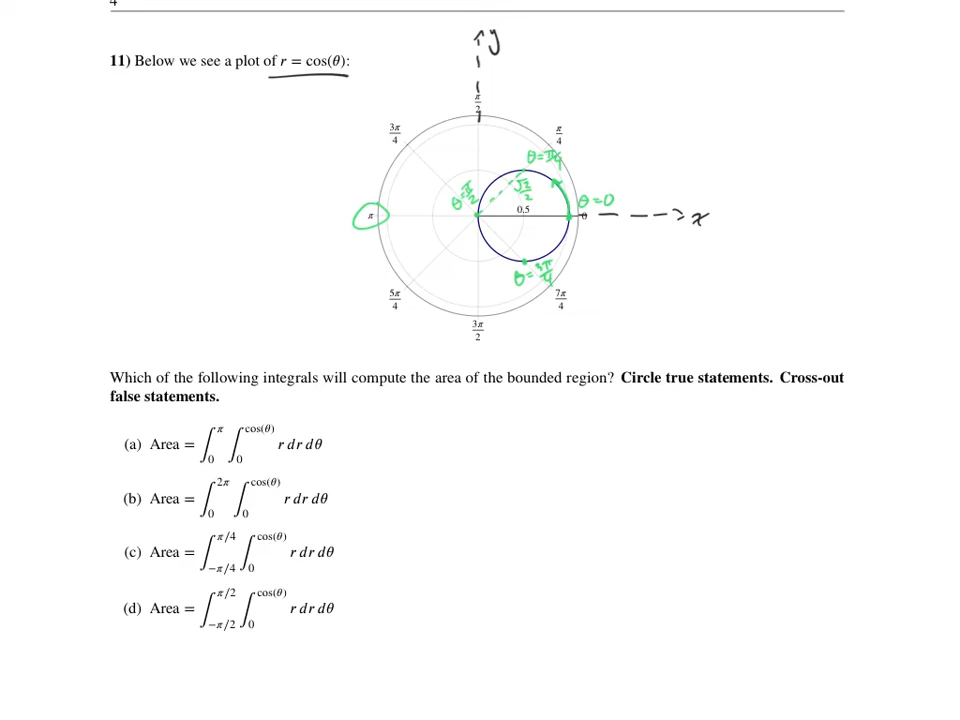 4
11) Below we see a plot of r = cos(θ):
y
π/2
3π/4
π/4
θ=π/4
θ=π/2
√2/2
θ=0
π
0,5
0
x
θ=3π/4
5π/4
7π/4
3π/2
Which of the following integrals will compute the area of the bounded region? Circle true statements. Cross-out
false statements.
(a) Area = ∫_0^π ∫_0^cos(θ) r dr dθ
(b) Area = ∫_0^2π ∫_0^cos(θ) r dr dθ
(c) Area = ∫_−π/4^π/4 ∫_0^cos(θ) r dr dθ
(d) Area = ∫_−π/2^π/2 ∫_0^cos(θ) r dr dθ